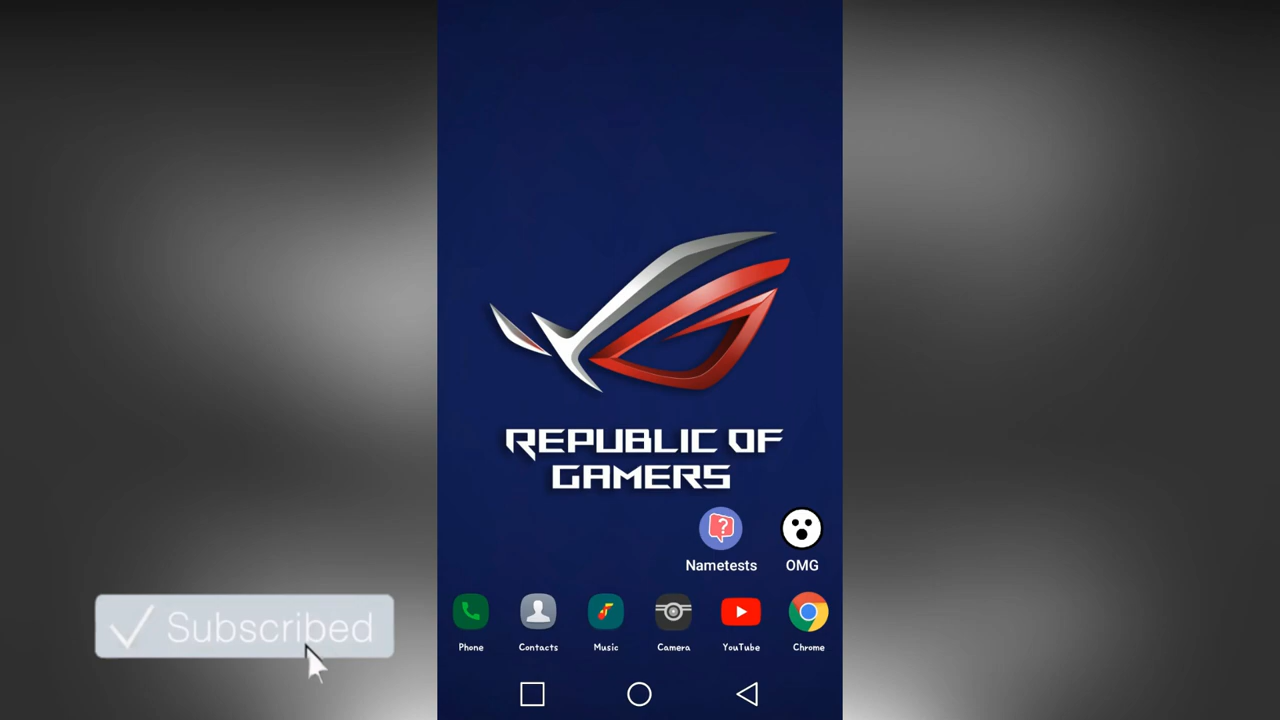 REPUBLIC OF
GAMERS
Nametests
OMG
Subscribed
Phone
Contacts
Music
Camera
YouTube
Chrome